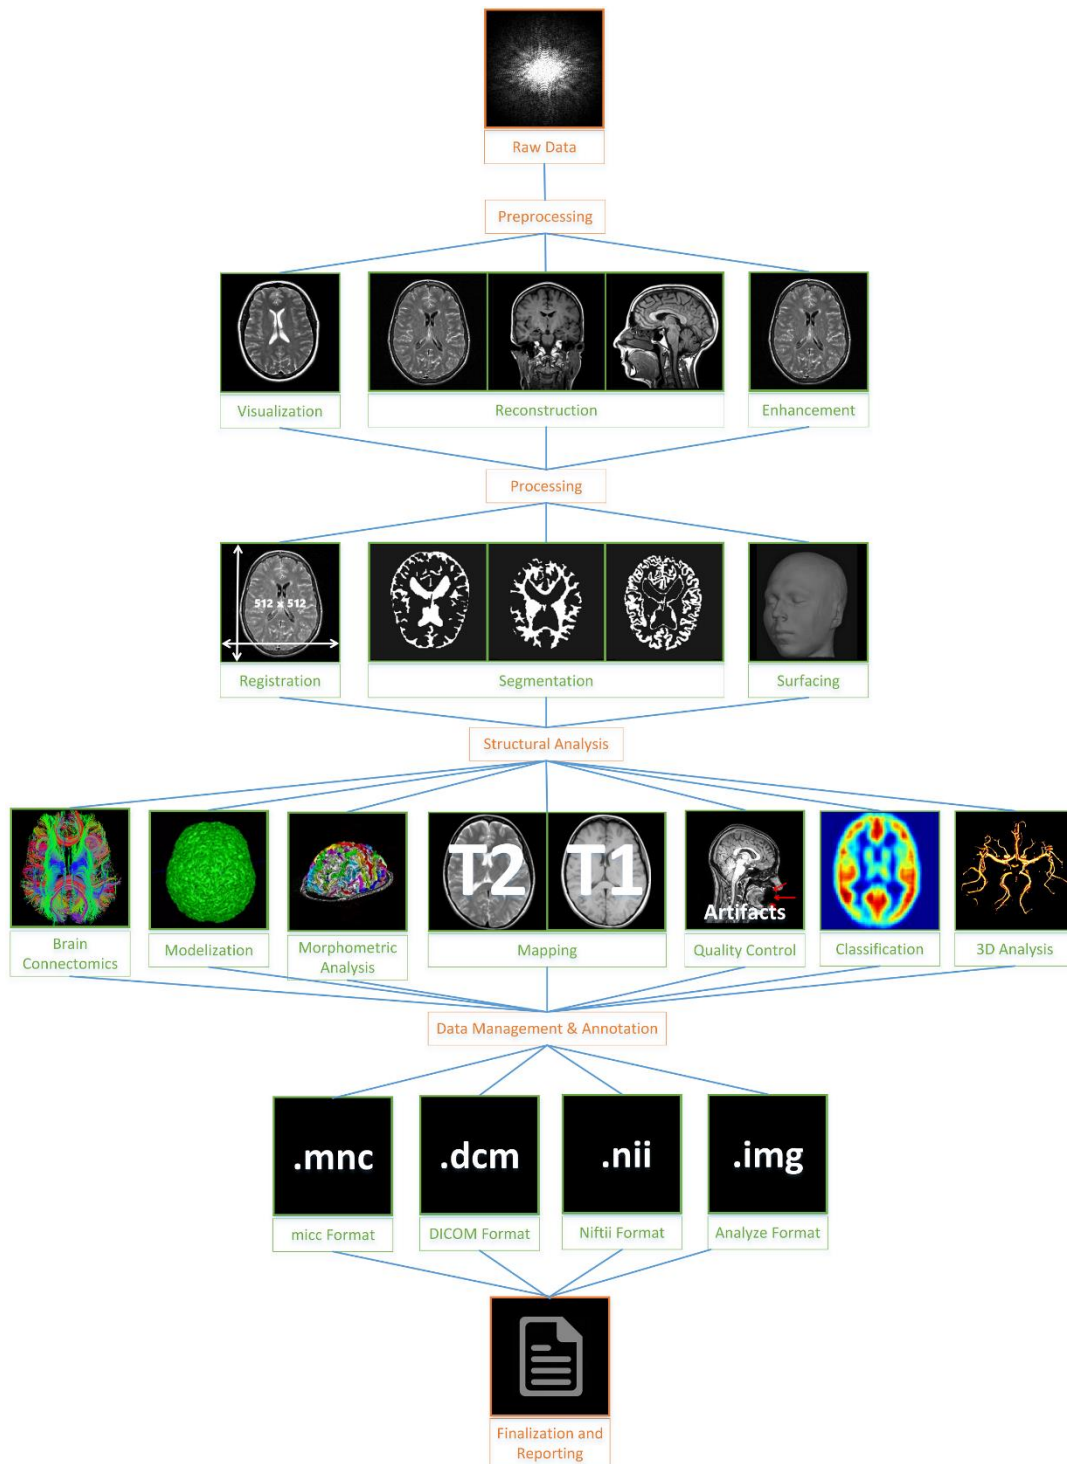 Raw Data
Preprocessing
Visualization
Reconstruction
Enhancement
Processing
512 x 512
Registration
Segmentation
Surfacing
Structural Analysis
T2
T1
Artifacts
Brain
Connectomics
Modelization
Morphometric
Analysis
Mapping
Quality Control
Classification
3D Analysis
Data Management & Annotation
.mnc
.dcm
.nii
.img
micc Format
DICOM Format
Niftii Format
Analyze Format
Finalization and
Reporting